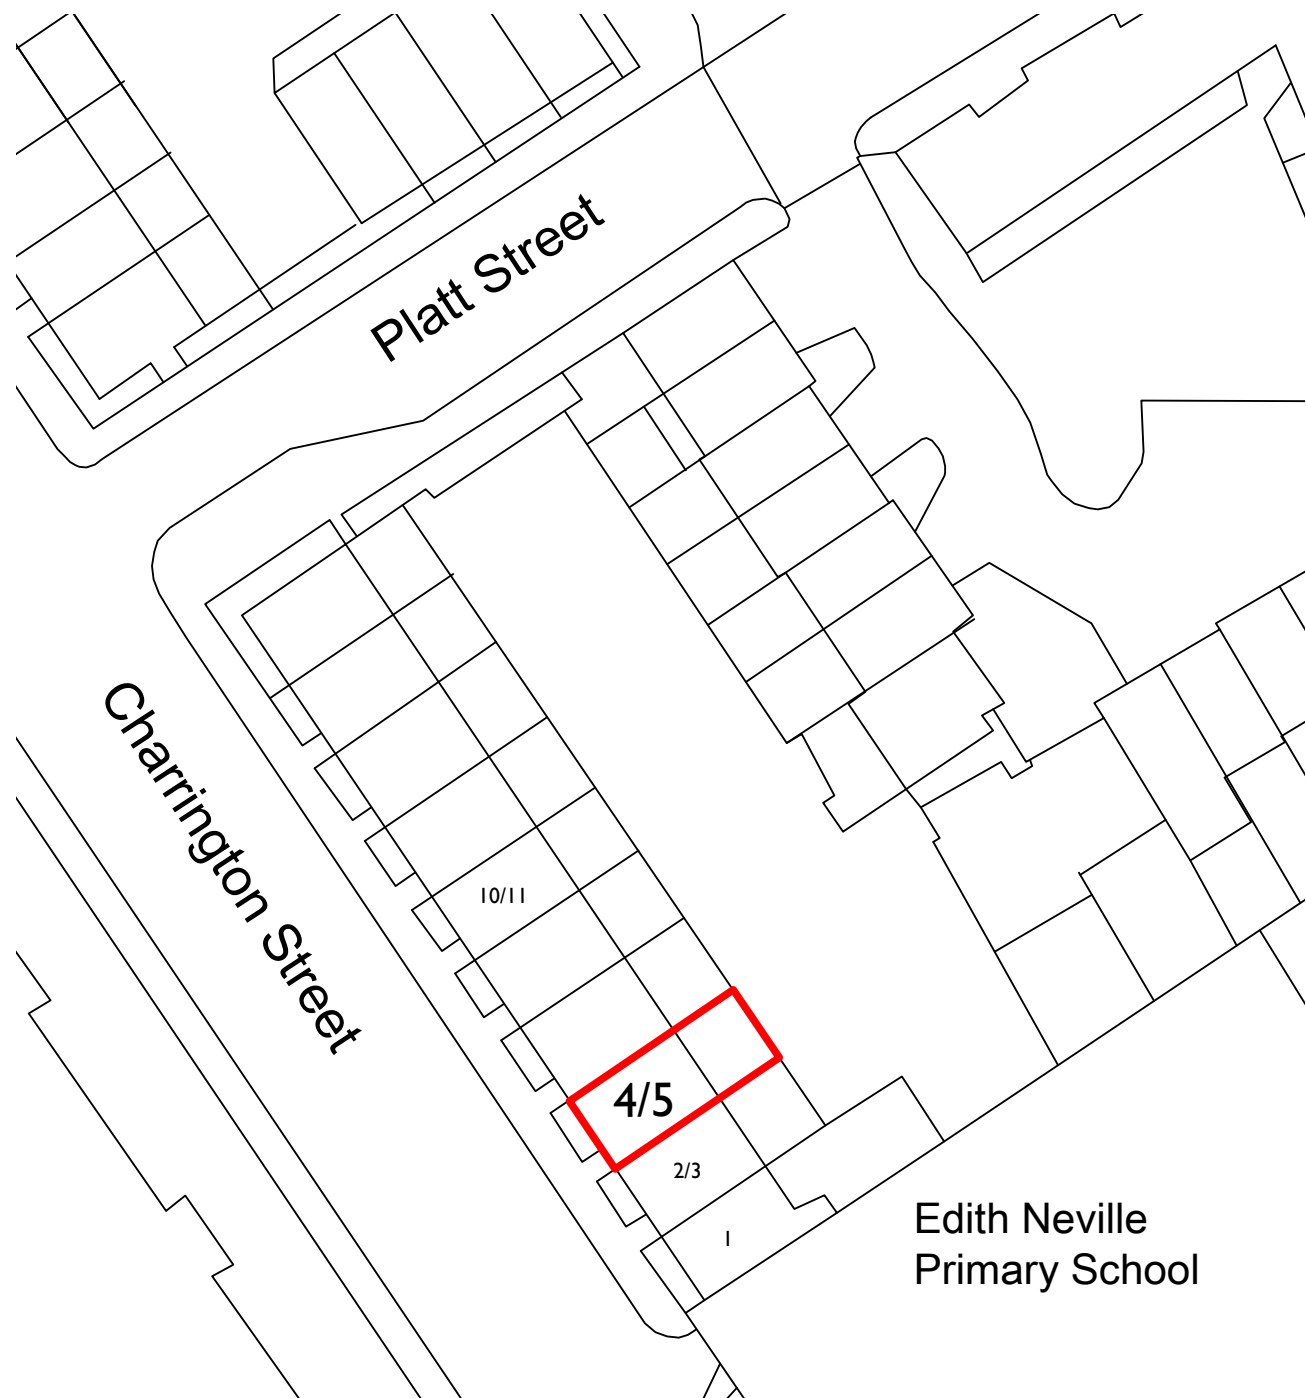 Platt Street
Charrington Street
10/11
4/5
2/3
1
Edith Neville
Primary School